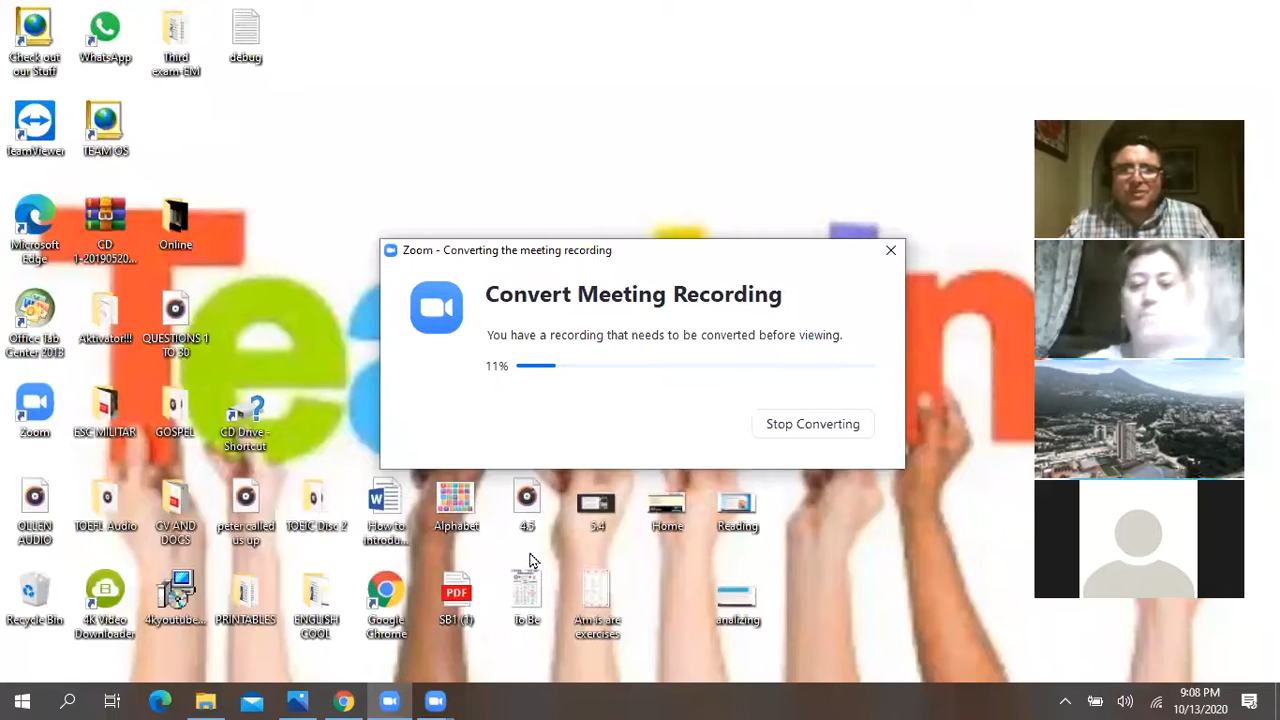 Check out
our Stuff
WhatsApp
Third
exam-EM
debug
TeamViewer
TEAM OS
Microsoft
Edge
CD
1-20190520...
Online
Office Tab
Center 2013
Aktivator!!!
QUESTIONS 1
TO 30
Zoom
ESC MILITAR
GOSPEL
CD Drive -
Shortcut
Zoom - Converting the meeting recording
Convert Meeting Recording
You have a recording that needs to be converted before viewing.
11%
Stop Converting
OLLEN
AUDIO
TOEFL Audio
CV AND
DOCS
peter called
us up
TOEIC Disc 2
How to
introdu...
Alphabet
4.5
5.4
Home
Reading
Recycle Bin
4K Video
Downloader
4kyoutube...
PRINTABLES
ENGLISH
COOL
Google
Chrome
PDF
SB1 (1)
To Be
Am is are
exercises
analizing
9:08 PM
10/13/2020